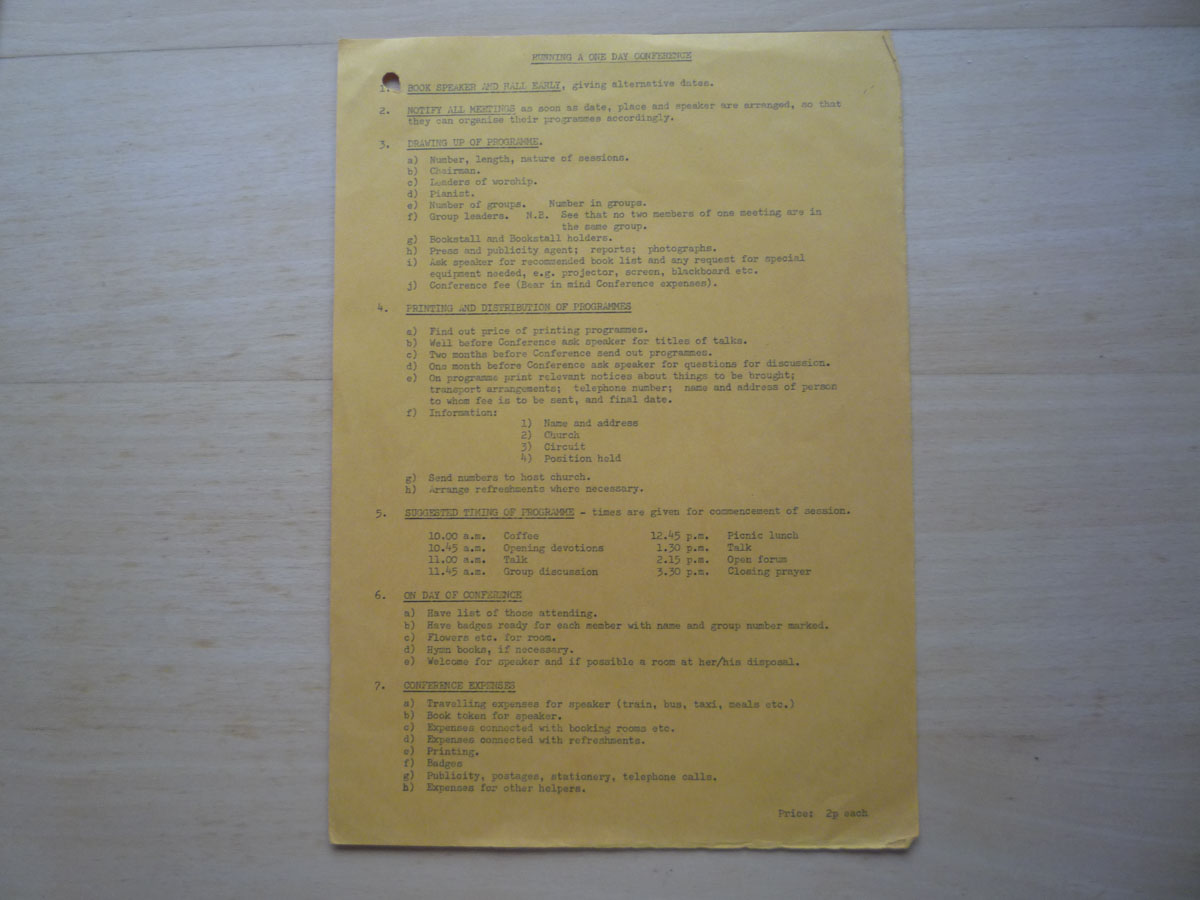 RUNNING A ONE DAY CONFERENCE
1. BOOK SPEAKER AND HALL EARLY, giving alternative dates.
2. NOTIFY ALL MEETINGS as soon as date, place and speaker are arranged, so that
they can organise their programmes accordingly.
3. DRAWING UP OF PROGRAMME.
a) Number, length, nature of sessions.
b) Chairman.
c) Leaders of worship.
d) Pianist.
e) Number of groups. Number in groups.
f) Group leaders. N.B. See that no two members of one meeting are in
the same group.
g) Bookstall and Bookstall holders.
h) Press and publicity agent; reports; photographs.
i) Ask speaker for recommended book list and any request for special
equipment needed, e.g. projector, screen, blackboard etc.
j) Conference fee (Bear in mind Conference expenses).
4. PRINTING AND DISTRIBUTION OF PROGRAMMES
a) Find out price of printing programmes.
b) Well before Conference ask speaker for titles of talks.
c) Two months before Conference send out programmes.
d) One month before Conference ask speaker for questions for discussion.
e) On programme print relevant notices about things to be brought;
transport arrangements; telephone number; name and address of person
to whom fee is to be sent, and final date.
f) Information:
1) Name and address
2) Church
3) Circuit
4) Position held
g) Send numbers to host church.
h) Arrange refreshments where necessary.
5. SUGGESTED TIMING OF PROGRAMME - times are given for commencement of session.
10.00 a.m. Coffee 12.45 p.m. Picnic lunch
10.45 a.m. Opening devotions 1.30 p.m. Talk
11.00 a.m. Talk 2.15 p.m. Open forum
11.45 a.m. Group discussion 3.30 p.m. Closing prayer
6. ON DAY OF CONFERENCE
a) Have list of those attending.
b) Have badges ready for each member with name and group number marked.
c) Flowers etc. for room.
d) Hymn books, if necessary.
e) Welcome for speaker and if possible a room at her/his disposal.
7. CONFERENCE EXPENSES
a) Travelling expenses for speaker (train, bus, taxi, meals etc.)
b) Book token for speaker.
c) Expenses connected with booking rooms etc.
d) Expenses connected with refreshments.
e) Printing.
f) Badges
g) Publicity, postages, stationery, telephone calls.
h) Expenses for other helpers.
Price: 2p each